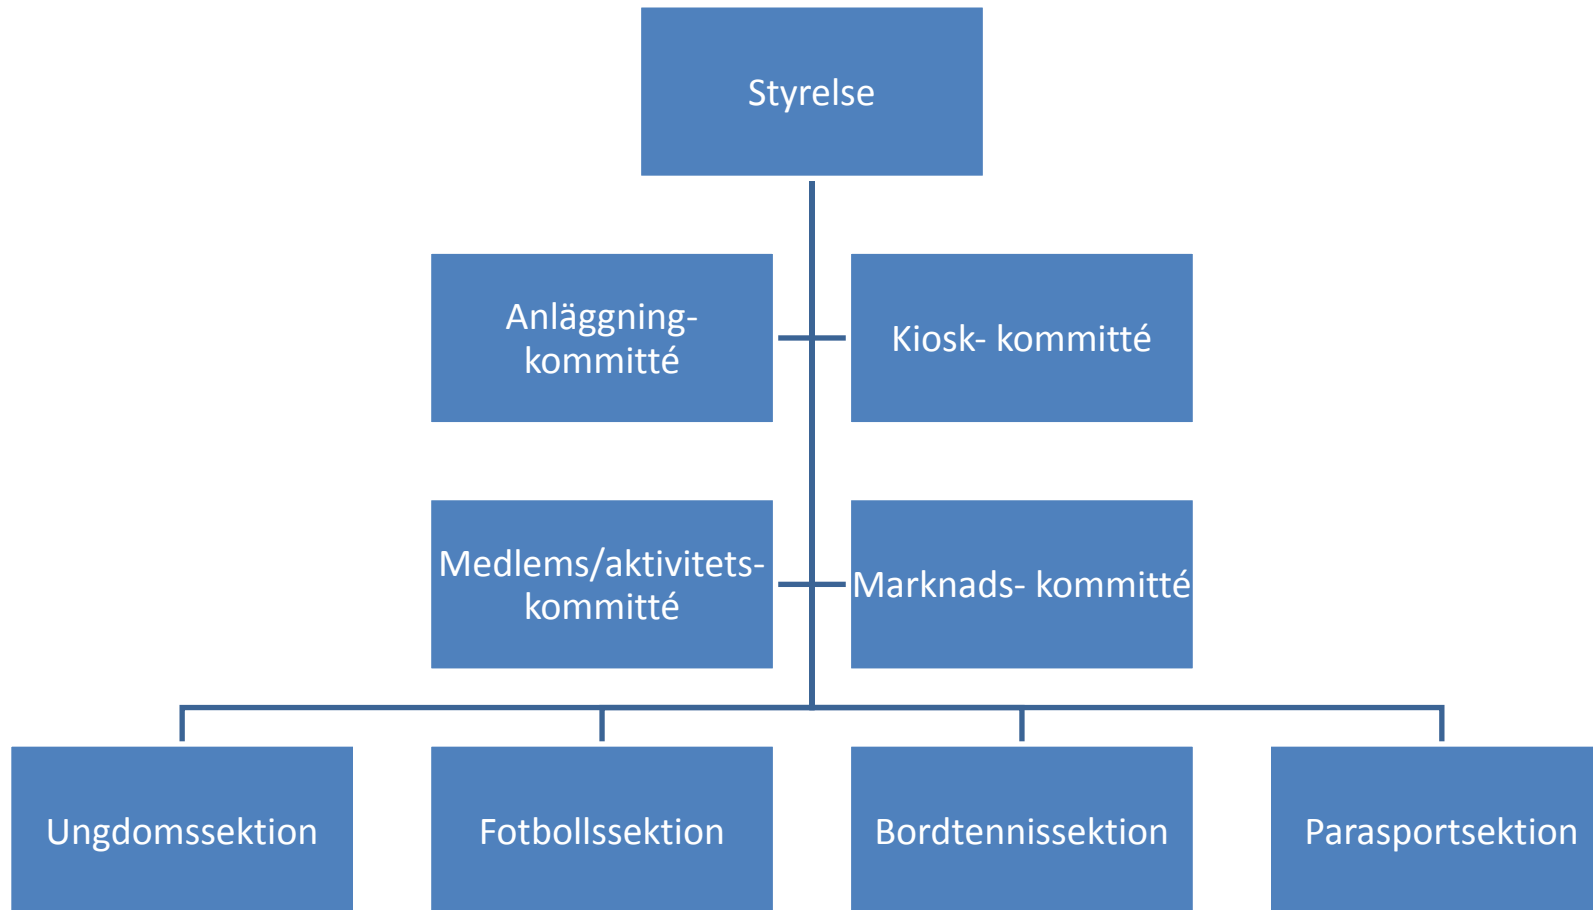 Styrelse
Anläggning-
kommitté
Kiosk- kommitté
Medlems/aktivitets-
kommitté
Marknads- kommitté
Ungdomssektion
Fotbollssektion
Bordtennissektion
Parasportsektion